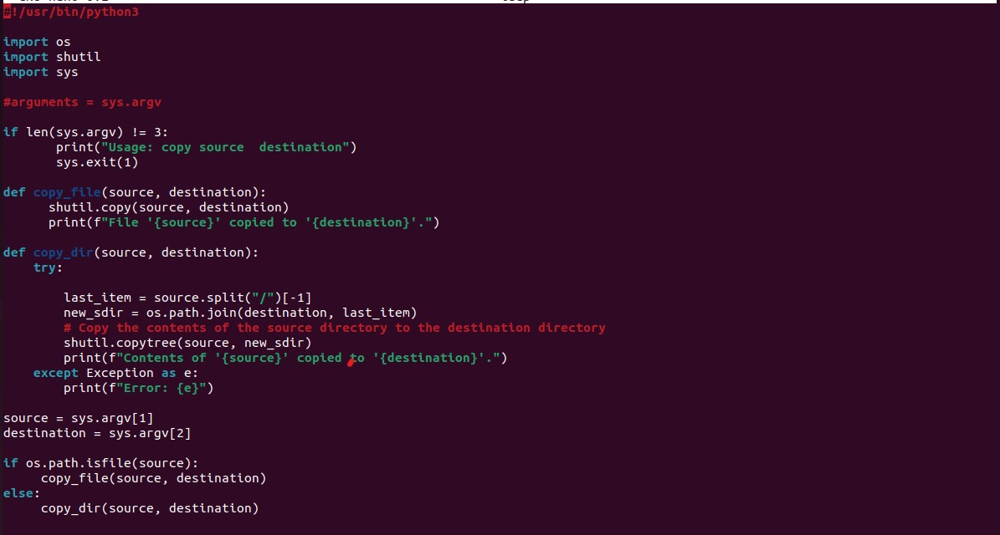 #!/usr/bin/python3

import os
import shutil
import sys

#arguments = sys.argv

if len(sys.argv) != 3:
       print("Usage: copy source  destination")
       sys.exit(1)

def copy_file(source, destination):
      shutil.copy(source, destination)
      print(f"File '{source}' copied to '{destination}'.")

def copy_dir(source, destination):
    try:

        last_item = source.split("/")[-1]
        new_sdir = os.path.join(destination, last_item)
        # Copy the contents of the source directory to the destination directory
        shutil.copytree(source, new_sdir)
        print(f"Contents of '{source}' copied to '{destination}'.")
    except Exception as e:
        print(f"Error: {e}")

source = sys.argv[1]
destination = sys.argv[2]

if os.path.isfile(source):
     copy_file(source, destination)
else:
     copy_dir(source, destination)